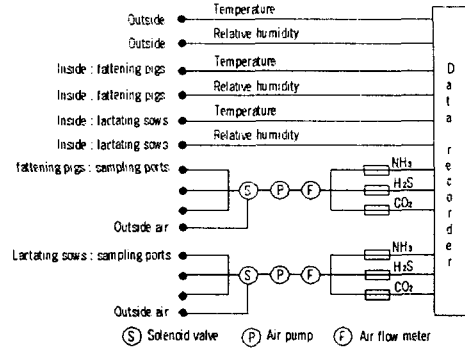 Outside Temperature
Outside Relative humidity
Inside : fattening pigs Temperature
Inside : fattening pigs Relative humidity
Inside : lactating sows Temperature
Inside : lactating sows Relative humidity
Data recorder
fattening pigs : sampling ports
NH₃
H₂S
CO₂
S P F
Outside air
Lactating sows : sampling ports
NH₃
H₂S
CO₂
S P F
Outside air
S Solenoid valve P Air pump F Air flow meter